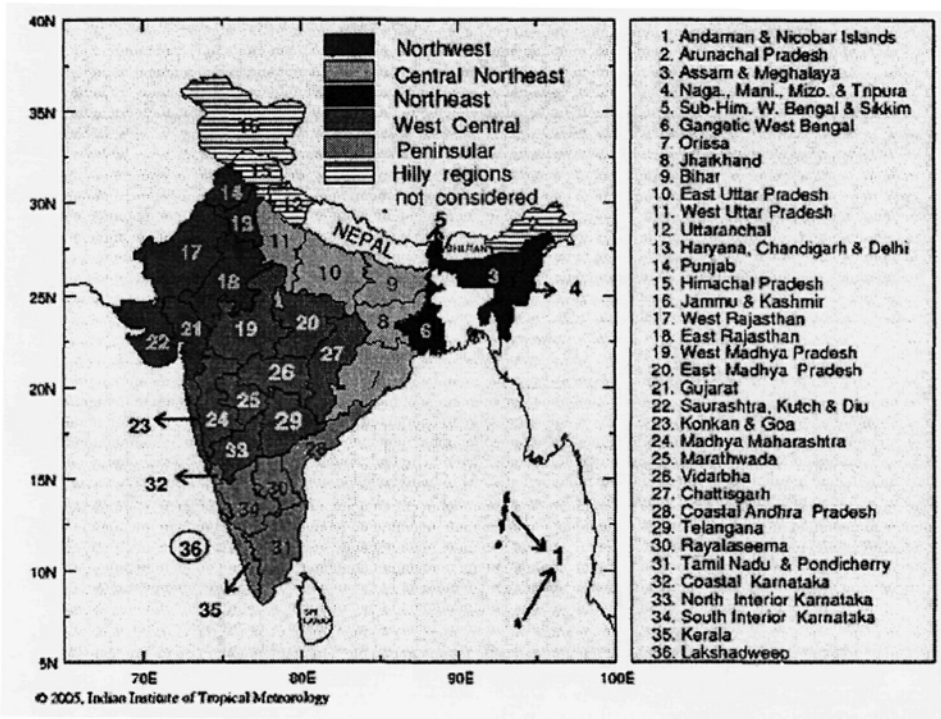 40N
35N
30N
25N
20N
15N
10N
5N
70E
80E
90E
100E
Northwest
Central Northeast
Northeast
West Central
Peninsular
Hilly regions
not considered
NEPAL
BHUTAN
16
15
14
12
13
17
11
10
9
5
2
3
4
18
22
21
19
20
8
6
27
7
26
25
23
24
29
28
33
32
30
34
31
36
35
1
SRI
LANKA
1. Andaman & Nicobar Islands
2. Arunachal Pradesh
3. Assam & Meghalaya
4. Naga., Mani., Mizo. & Tripura
5. Sub-Him. W. Bengal & Sikkim
6. Gangetic West Bengal
7. Orissa
8. Jharkhand
9. Bihar
10. East Uttar Pradesh
11. West Uttar Pradesh
12. Uttaranchal
13. Haryana, Chandigarh & Delhi
14. Punjab
15. Himachal Pradesh
16. Jammu & Kashmir
17. West Rajasthan
18. East Rajasthan
19. West Madhya Pradesh
20. East Madhya Pradesh
21. Gujarat
22. Saurashtra, Kutch & Diu
23. Konkan & Goa
24. Madhya Maharashtra
25. Marathwada
26. Vidarbha
27. Chattisgarh
28. Coastal Andhra Pradesh
29. Telangana
30. Rayalaseema
31. Tamil Nadu & Pondicherry
32. Coastal Karnataka
33. North Interior Karnataka
34. South Interior Karnataka
35. Kerala
36. Lakshadweep
© 2005, Indian Institute of Tropical Meteorology